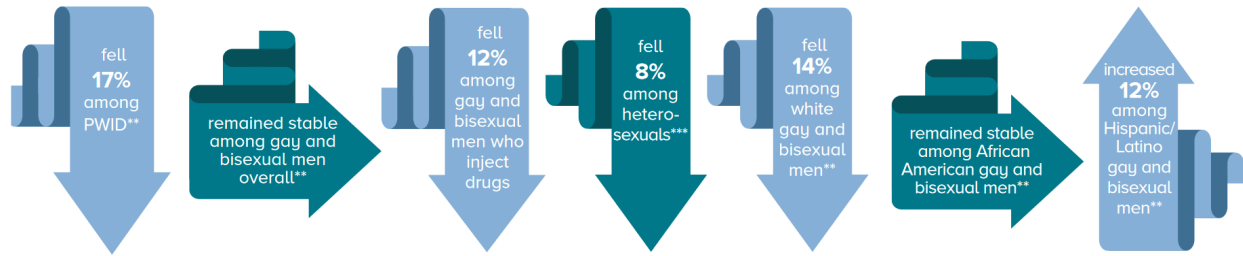 fell
17%
among
PWID**
remained stable
among gay and
bisexual men
overall**
fell
12%
among
gay and
bisexual
men who
inject
drugs
fell
8%
among
hetero-
sexuals***
fell
14%
among
white
gay and
bisexual
men**
remained stable
among African
American gay and
bisexual men**
increased
12%
among
Hispanic/
Latino
gay and
bisexual
men**